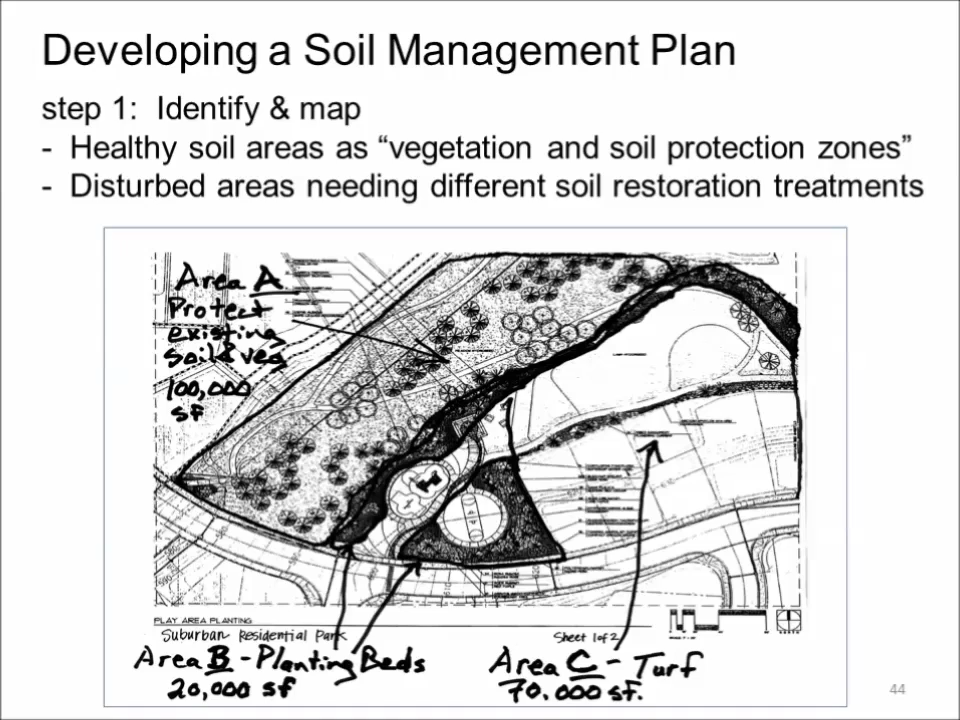 Developing a Soil Management Plan
step 1: Identify & map
- Healthy soil areas as “vegetation and soil protection zones”
- Disturbed areas needing different soil restoration treatments
Area A
Protect
existing
soil & veg
100,000
sf
PLAY AREA PLANTING
Suburban Residential Park
Sheet 1 of 2
NORTH
Area B - Planting Beds
20,000 sf
Area C - Turf
70.000 sf.
44